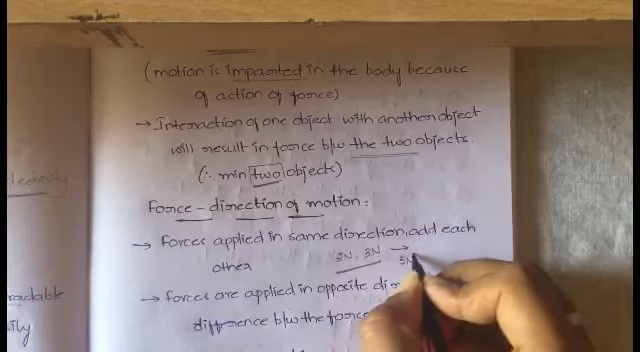 (motion is imparted in the body because
of action of force)
→ Interaction of one object with another object
will result in force b/w the two objects.
(∴ min two objects)
Force - direction of motion:
→ Forces applied in same direction, add each
other 2N, 3N →
5N
→ forces are applied in opposite dir
difference b/w the force